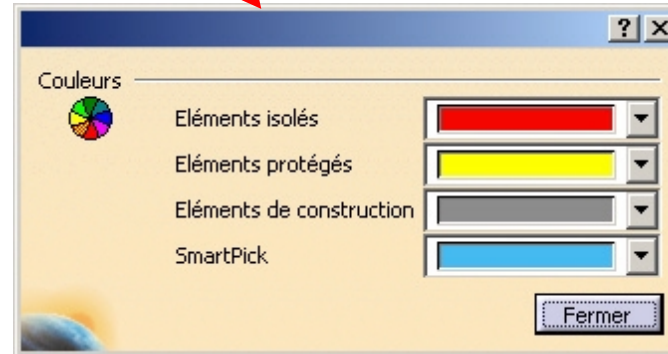 Couleurs
Eléments isolés
Eléments protégés
Eléments de construction
SmartPick
Fermer